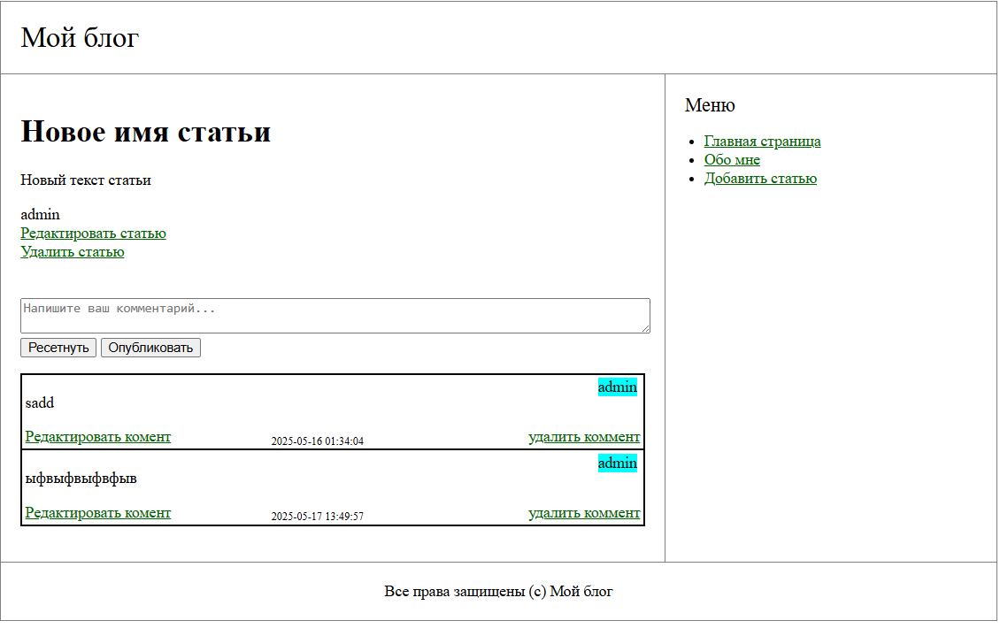 Мой блог
Новое имя статьи
Новый текст статьи
admin
Редактировать статью
Удалить статью
Напишите ваш комментарий...
Ресетнуть Опубликовать
admin
sadd
Редактировать комент 2025-05-16 01:34:04 удалить коммент
admin
ыфвыфвыфвфыв
Редактировать комент 2025-05-17 13:49:57 удалить коммент
Меню
Главная страница
Обо мне
Добавить статью
Все права защищены (c) Мой блог